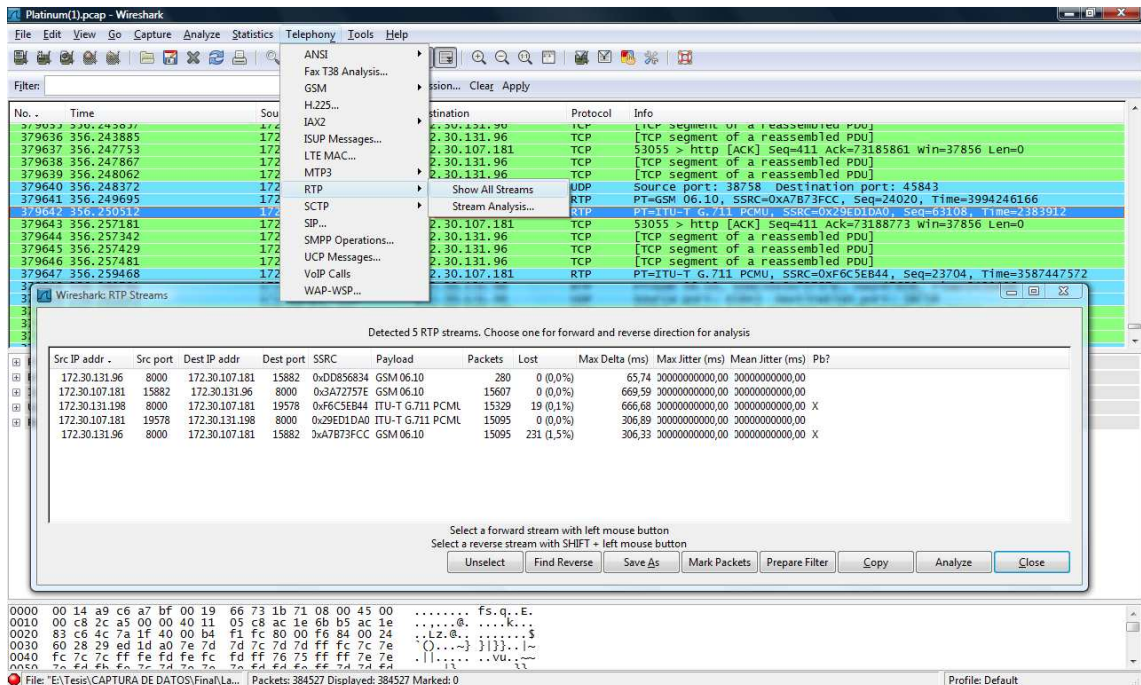 Platinum(1).pcap - Wireshark
File Edit View Go Capture Analyze Statistics Telephony Tools Help
Filter:
ssion... Clear Apply
No. . Time Sou stination Protocol Info
379635 356.243857 172 2.30.131.96 TCP [TCP segment of a reassembled PDU]
379636 356.243885 172 2.30.131.96 TCP [TCP segment of a reassembled PDU]
379637 356.247753 172 2.30.107.181 TCP 53055 > http [ACK] Seq=411 Ack=73185861 Win=37856 Len=0
379638 356.247867 172 2.30.131.96 TCP [TCP segment of a reassembled PDU]
379639 356.248062 172 2.30.131.96 TCP [TCP segment of a reassembled PDU]
379640 356.248372 172 UDP Source port: 38758 Destination port: 45843
379641 356.249695 172 RTP PT=GSM 06.10, SSRC=0xA7B73FCC, Seq=24020, Time=3994246166
379642 356.250512 172 RTP PT=ITU-T G.711 PCMU, SSRC=0x29ED1DA0, Seq=63108, Time=2383912
379643 356.257181 172 2.30.107.181 TCP 53055 > http [ACK] Seq=411 Ack=73188773 Win=37856 Len=0
379644 356.257342 172 2.30.131.96 TCP [TCP segment of a reassembled PDU]
379645 356.257429 172 2.30.131.96 TCP [TCP segment of a reassembled PDU]
379646 356.257481 172 2.30.131.96 TCP [TCP segment of a reassembled PDU]
379647 356.259468 172 2.30.107.181 RTP PT=ITU-T G.711 PCMU, SSRC=0xF6C5EB44, Seq=23704, Time=3587447572
ANSI
Fax T38 Analysis...
GSM
H.225...
IAX2
ISUP Messages...
LTE MAC...
MTP3
RTP
SCTP
SIP...
SMPP Operations...
UCP Messages...
VoIP Calls
WAP-WSP...
Show All Streams
Stream Analysis...
Wireshark: RTP Streams
Detected 5 RTP streams. Choose one for forward and reverse direction for analysis
Src IP addr . Src port Dest IP addr Dest port SSRC Payload Packets Lost Max Delta (ms) Max Jitter (ms) Mean Jitter (ms) Pb?
172.30.131.96 8000 172.30.107.181 15882 0xDD856834 GSM 06.10 280 0 (0,0%) 65,74 00000000000,00 00000000000,00
172.30.107.181 15882 172.30.131.96 8000 0x3A72757E GSM 06.10 15607 0 (0,0%) 669,59 00000000000,00 00000000000,00
172.30.131.198 8000 172.30.107.181 19578 0xF6C5EB44 ITU-T G.711 PCMU 15329 19 (0,1%) 666,68 00000000000,00 00000000000,00 X
172.30.107.181 19578 172.30.131.198 8000 0x29ED1DA0 ITU-T G.711 PCMU 15095 0 (0,0%) 306,89 00000000000,00 00000000000,00
172.30.131.96 8000 172.30.107.181 15882 0xA7B73FCC GSM 06.10 15095 231 (1,5%) 306,33 00000000000,00 00000000000,00 X
Select a forward stream with left mouse button
Select a reverse stream with SHIFT + left mouse button
Unselect Find Reverse Save As Mark Packets Prepare Filter Copy Analyze Close
0000 00 14 a9 c6 a7 bf 00 19 66 73 1b 71 08 00 45 00 ........ fs.q..E.
0010 00 c8 2c a5 00 00 40 11 05 c8 ac 1e 6b b5 ac 1e ..,...@. ....k...
0020 83 c6 4c 7a 1f 40 00 b4 f1 fc 80 00 f6 84 00 24 ..Lz.@.. .......$
0030 60 28 29 ed 1d a0 7e 7d 7d 7c 7d 7d ff fc 7c 7e `()...~} }|}}..|~
0040 fc 7c 7c ff fe fd fe fc fd ff 76 75 ff ff 7e 7e .||..... ..vu..~~
File: "E:\Tesis\CAPTURA DE DATOS\Final\La... Packets: 384527 Displayed: 384527 Marked: 0 Profile: Default